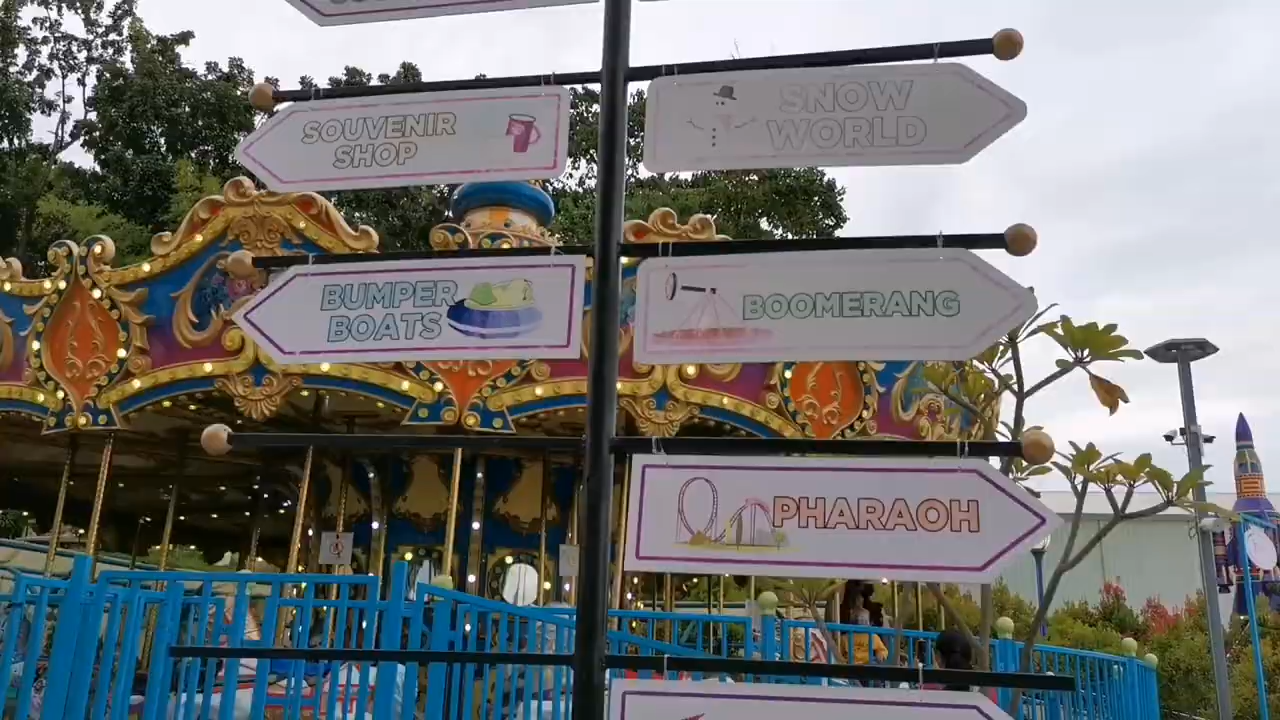 SOUVENIR
SHOP
SNOW
WORLD
BUMPER
BOATS
BOOMERANG
PHARAOH